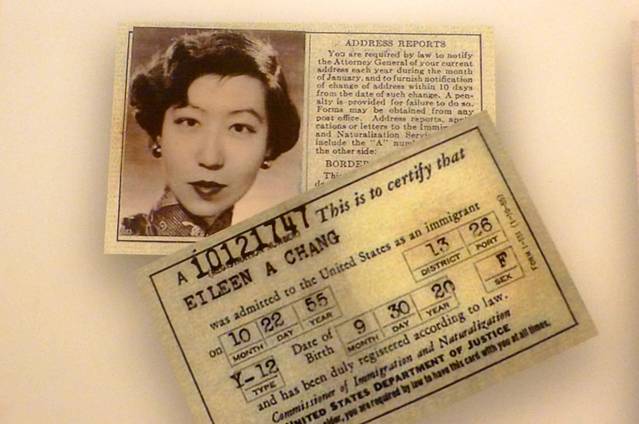 ADDRESS REPORTS
You are required by law to notify
the Attorney General of your current
address each year during the month
of January, and to furnish notification
of change of address within 10 days
from the date of such change. A pen-
alty is provided for failure to do so.
Forms may be obtained from any
post office. Address reports,
cations or letters to the
and Naturalization
include the "A"
the other side:
BORDER
A 10121747 This is to certify that
EILEEN A CHANG
was admitted to the United States as an immigrant
on 10 22 55 13 26
MONTH DAY YEAR DISTRICT PORT
Date of Birth 9 30 20 F
MONTH DAY YEAR SEX
Y-12
TYPE
and has been duly registered according to law.
Commissioner of Immigration and Naturalization
UNITED STATES DEPARTMENT OF JUSTICE
you are required by law to have this card with you at all times.